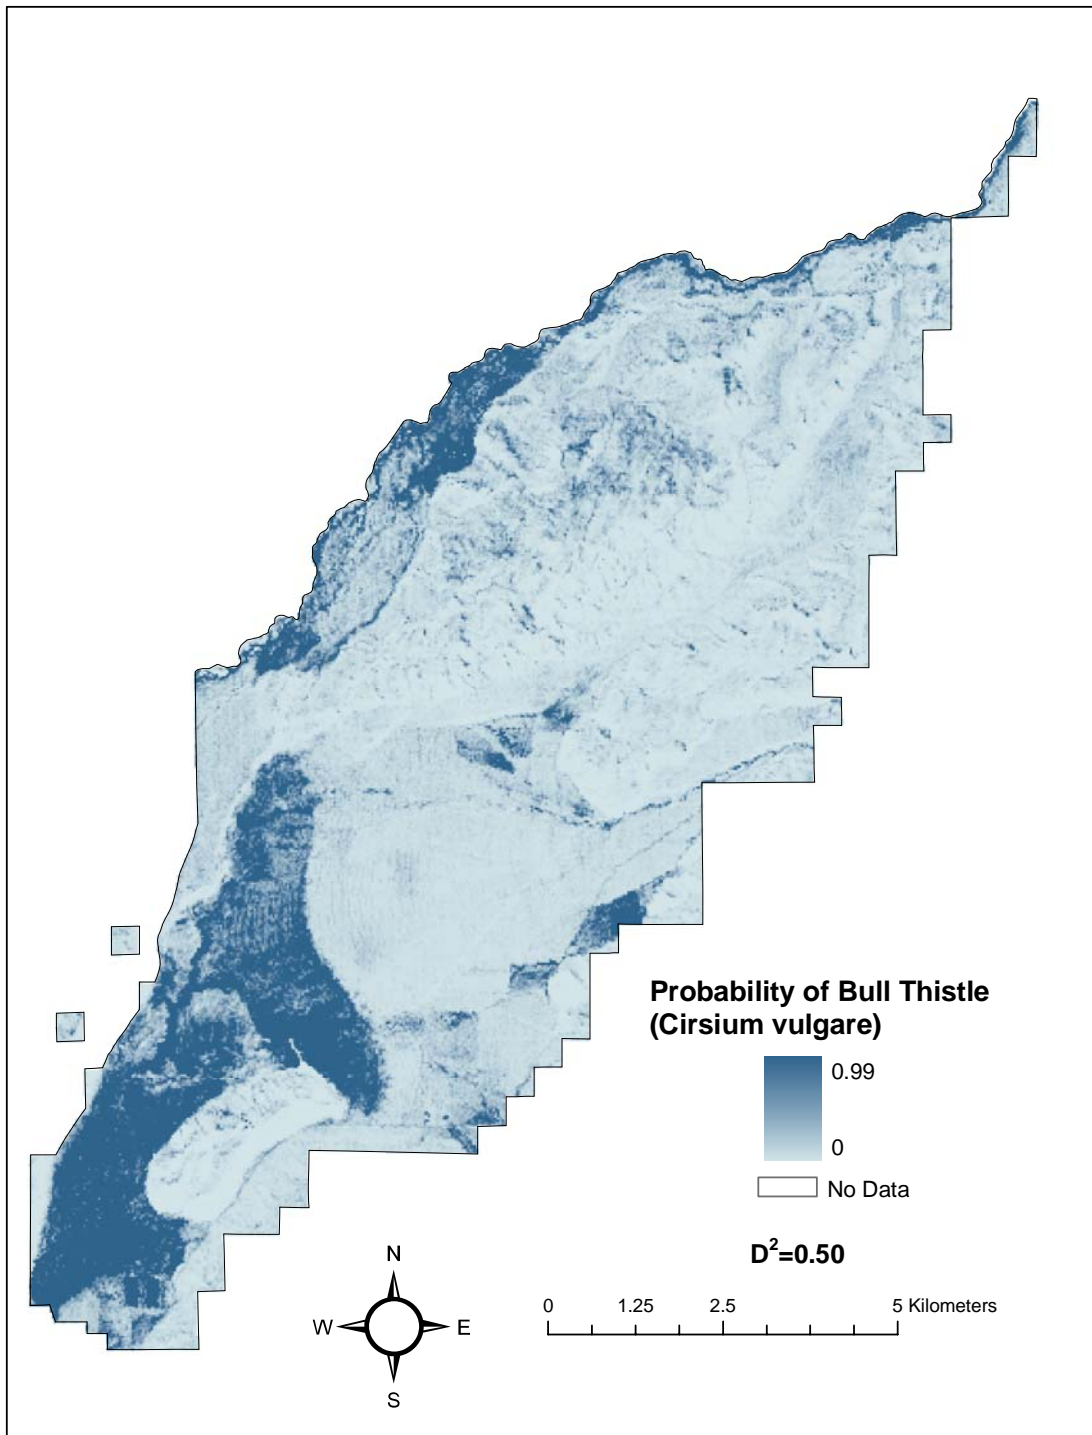 Probability of Bull Thistle
(Cirsium vulgare)
0.99
0
No Data
D²=0.50
N
W E
S
0 1.25 2.5 5 Kilometers